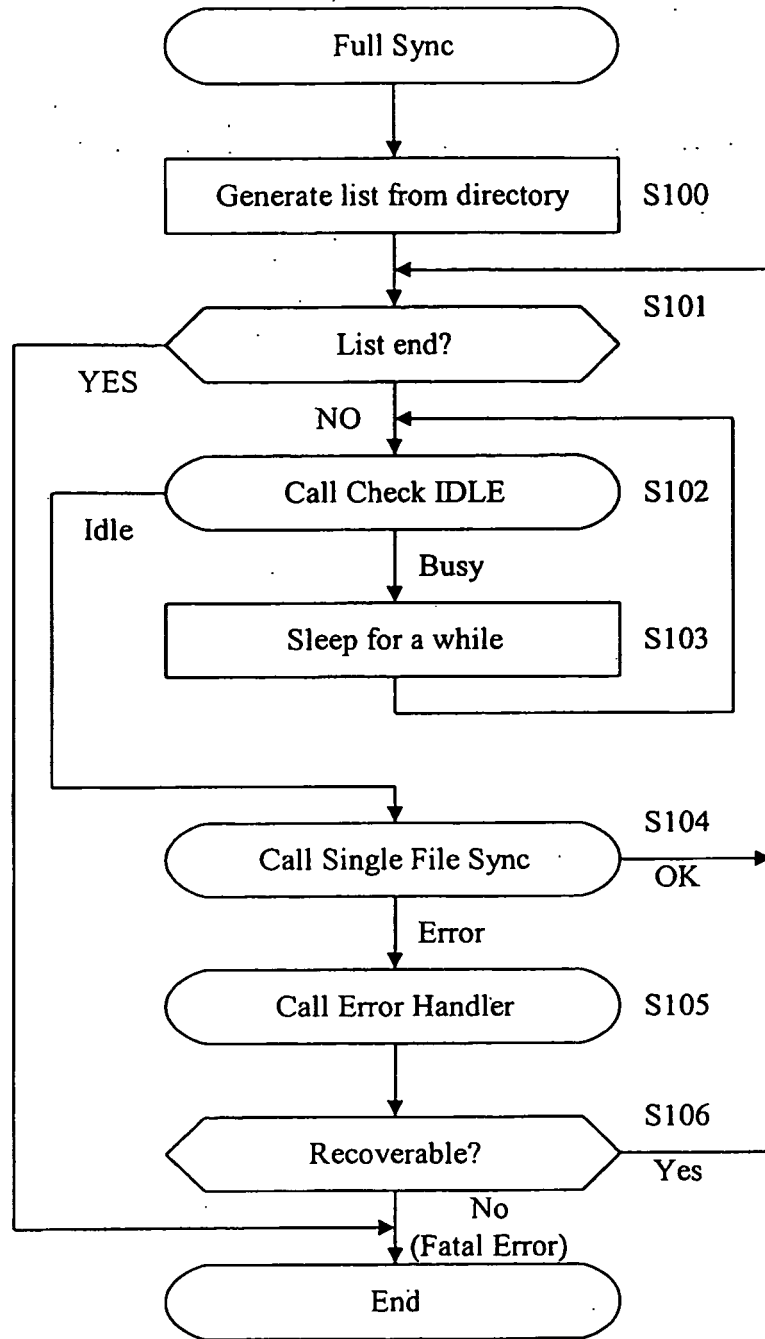 Full Sync
Generate list from directory
S100
S101
List end?
YES
NO
Call Check IDLE
S102
Idle
Busy
Sleep for a while
S103
S104
Call Single File Sync
OK
Error
Call Error Handler
S105
S106
Recoverable?
Yes
No
(Fatal Error)
End